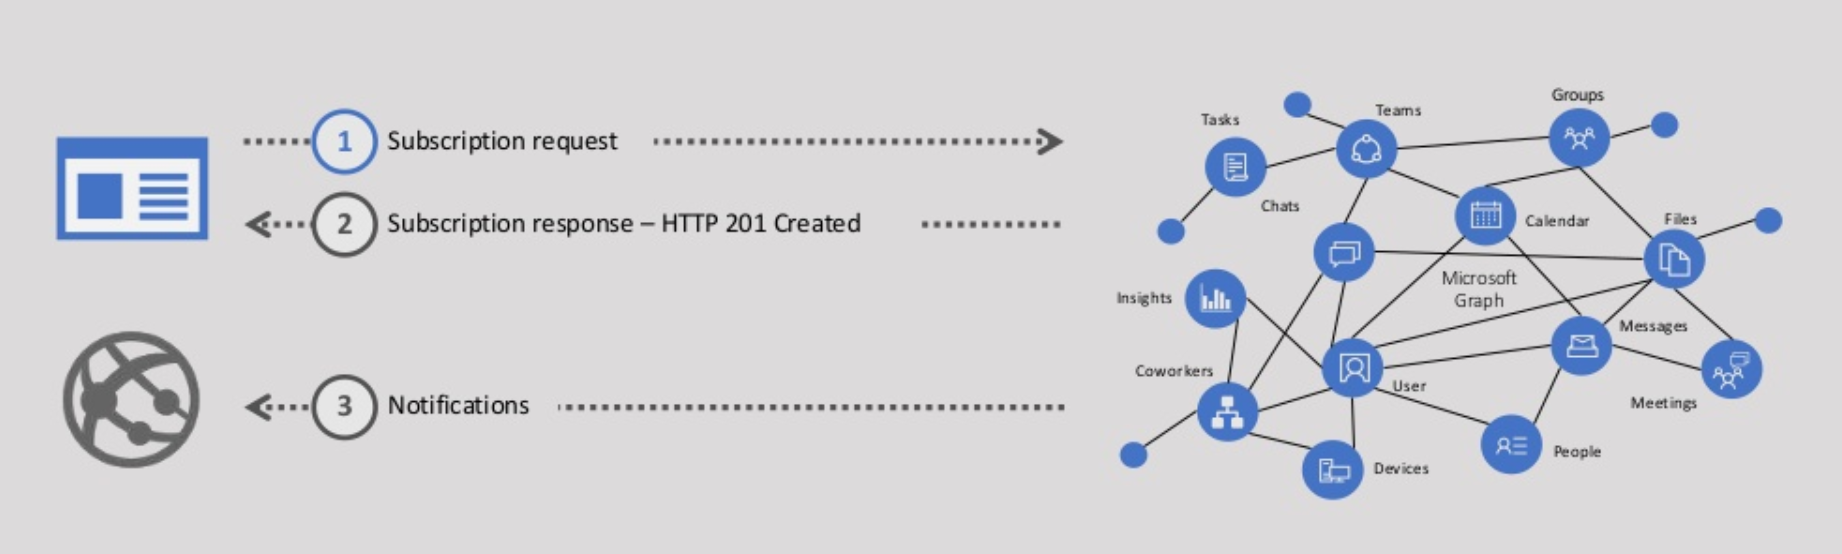 1 Subscription request
2 Subscription response – HTTP 201 Created
3 Notifications
Groups
Teams
Tasks
Chats
Calendar
Files
Microsoft
Graph
Insights
Messages
Coworkers
User
Meetings
People
Devices